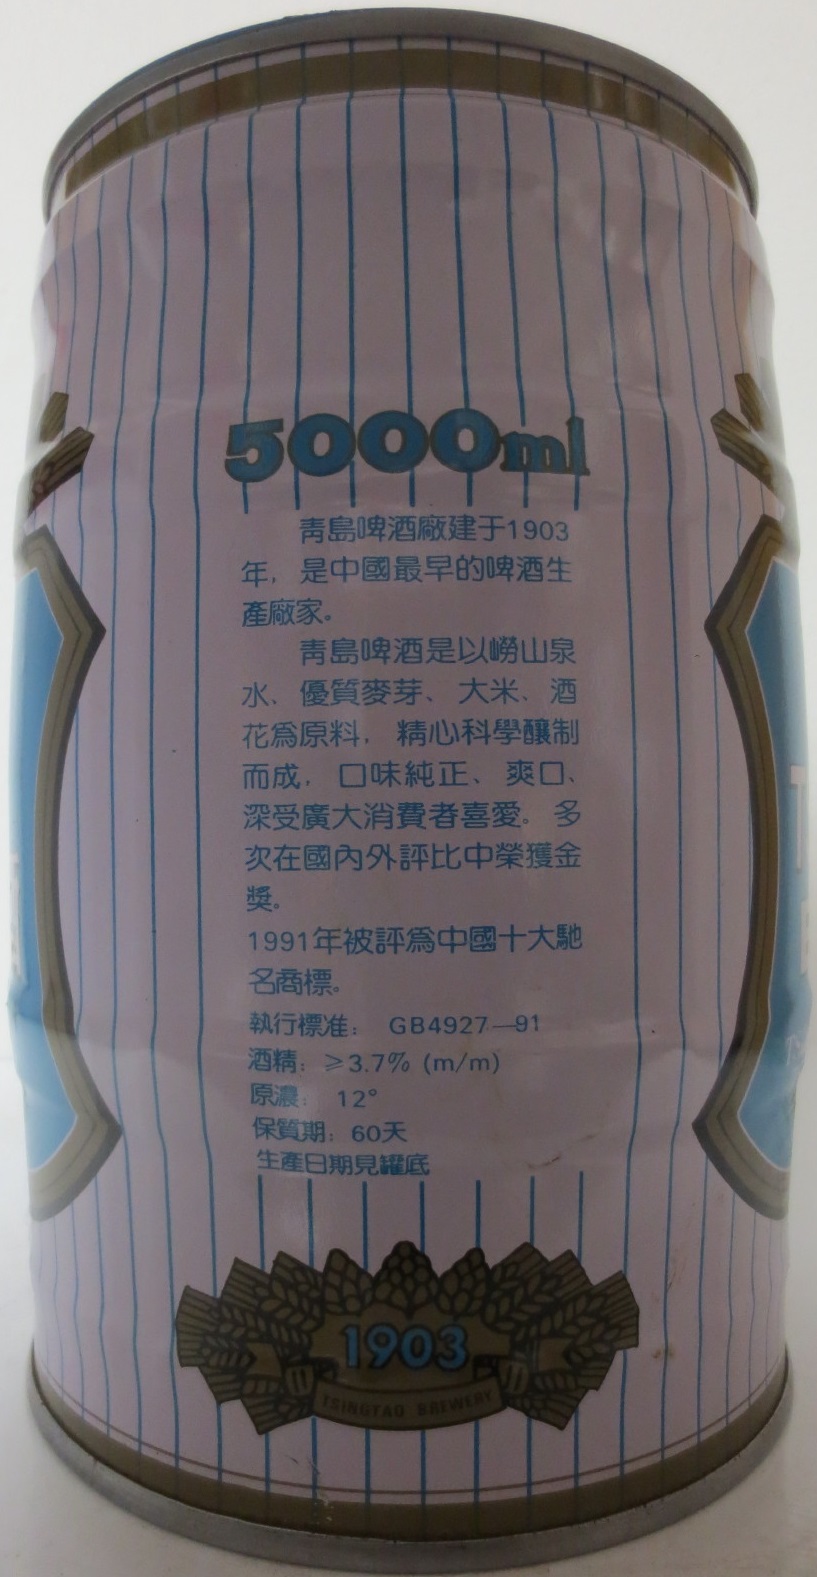 5000ml
青島啤酒廠建于1903
年，是中國最早的啤酒生
產廠家。
青島啤酒是以嶗山泉
水、優質麥芽、大米、酒
花爲原料，精心科學釀制
而成，口味純正、爽口、
深受廣大消費者喜愛。多
次在國內外評比中榮獲金
獎。
1991年被評爲中國十大馳
名商標。
執行標准： GB4927—91
酒精：≥3.7% (m/m)
原濃： 12°
保質期：60天
生產日期見罐底
1903
TSINGTAO BREWERY